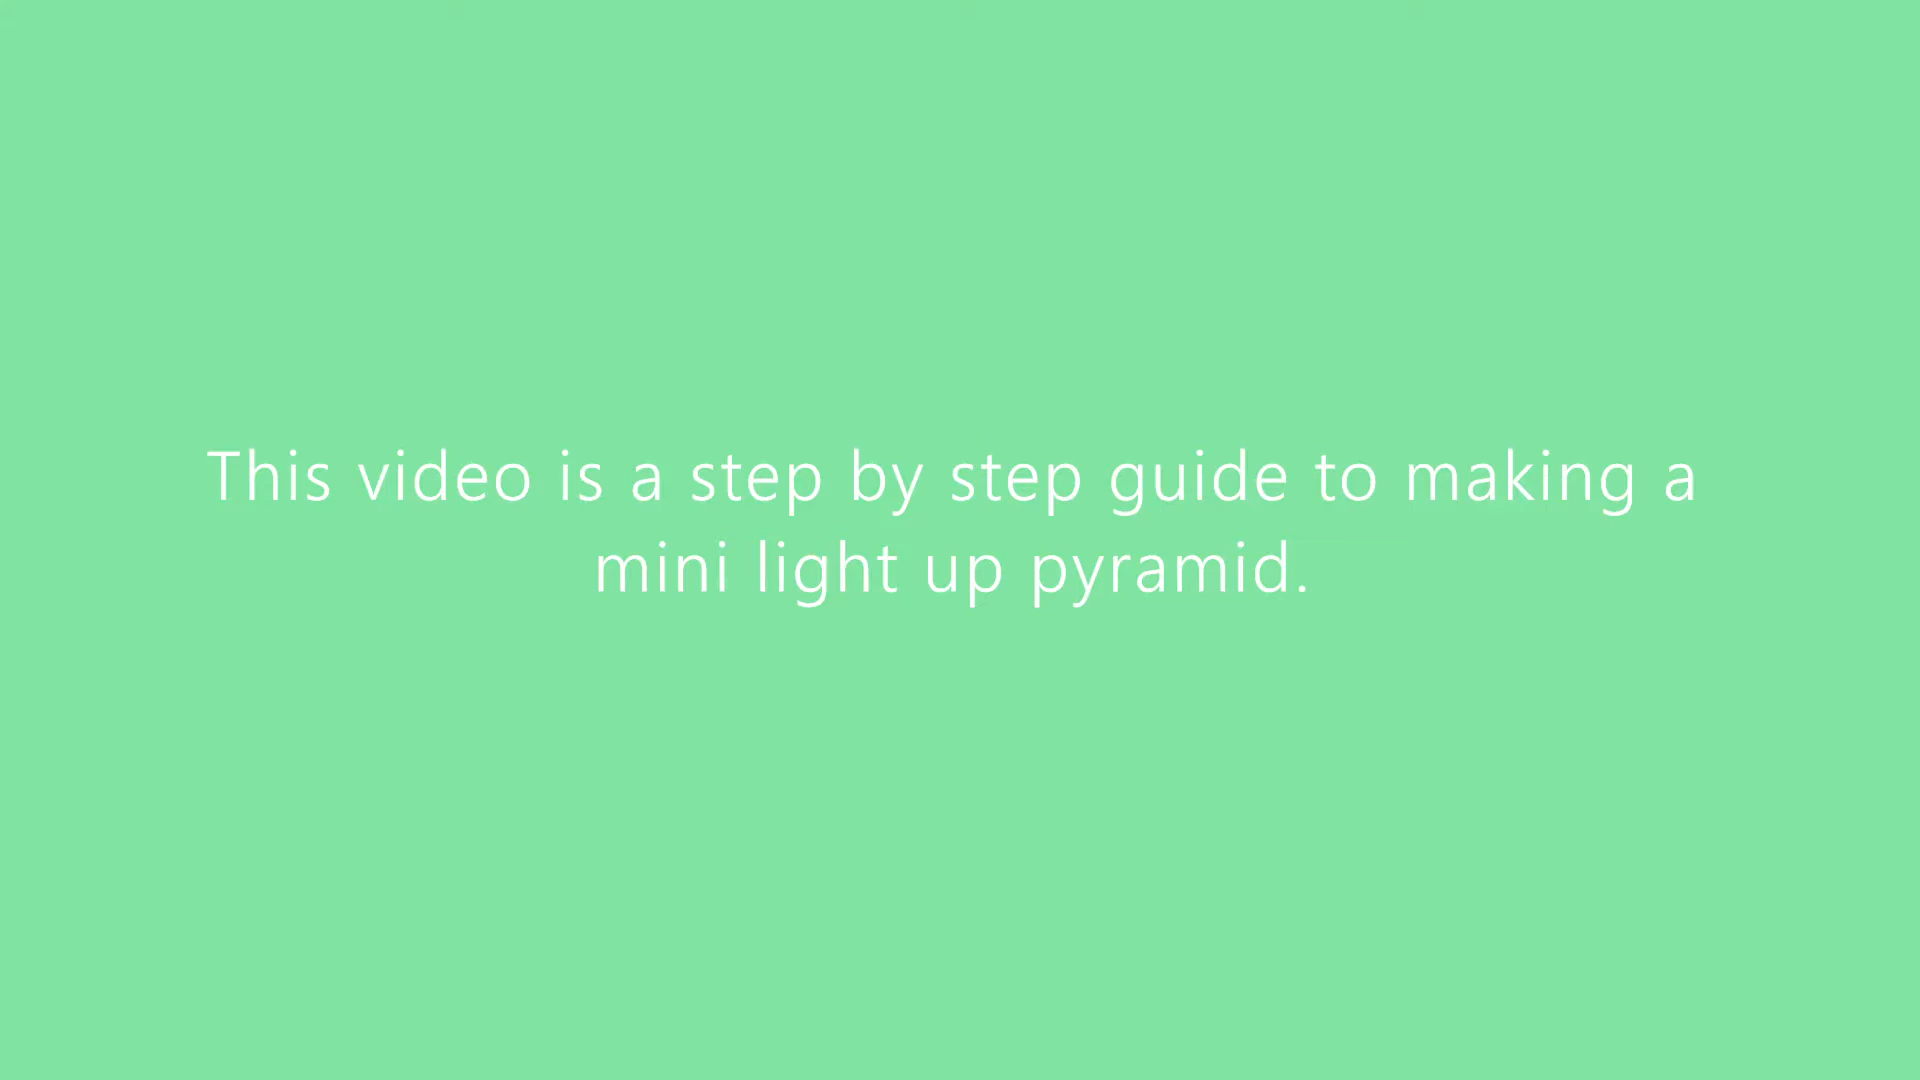 This video is a step by step guide to making a
mini light up pyramid.